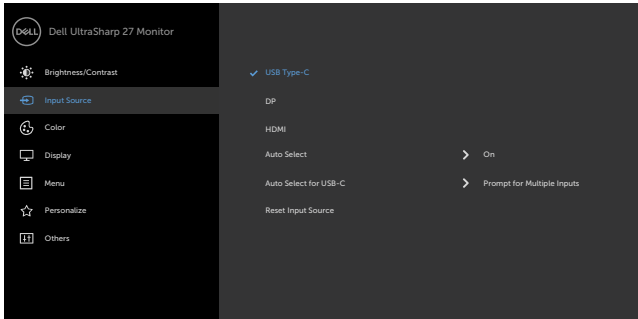 DELL Dell UltraSharp 27 Monitor
Brightness/Contrast
Input Source
Color
Display
Menu
Personalize
Others
USB Type-C
DP
HDMI
Auto Select On
Auto Select for USB-C Prompt for Multiple Inputs
Reset Input Source